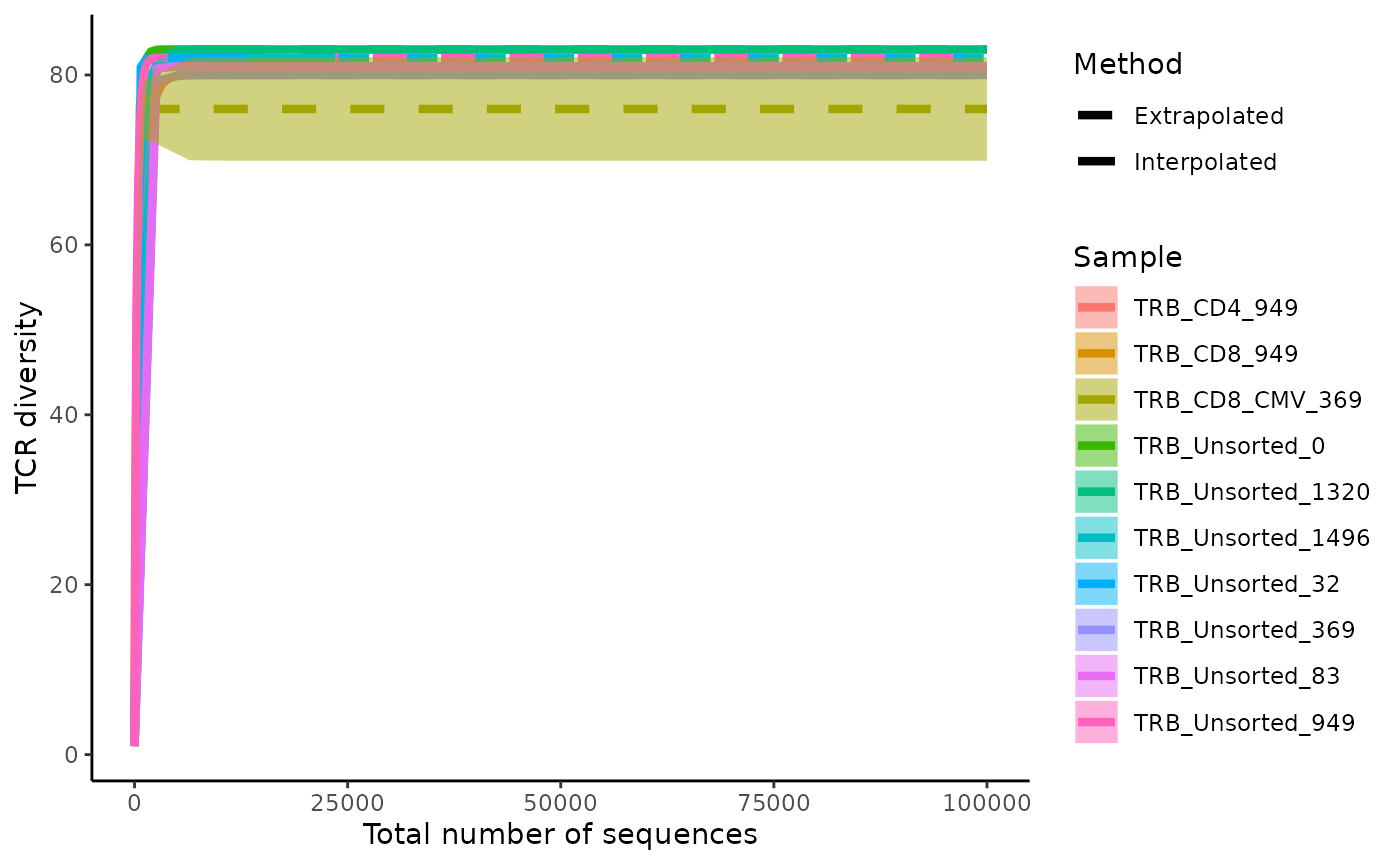 TCR diversity
80
60
40
20
0
0
25000
50000
75000
100000
Total number of sequences
Method
Extrapolated
Interpolated
Sample
TRB_CD4_949
TRB_CD8_949
TRB_CD8_CMV_369
TRB_Unsorted_0
TRB_Unsorted_1320
TRB_Unsorted_1496
TRB_Unsorted_32
TRB_Unsorted_369
TRB_Unsorted_83
TRB_Unsorted_949